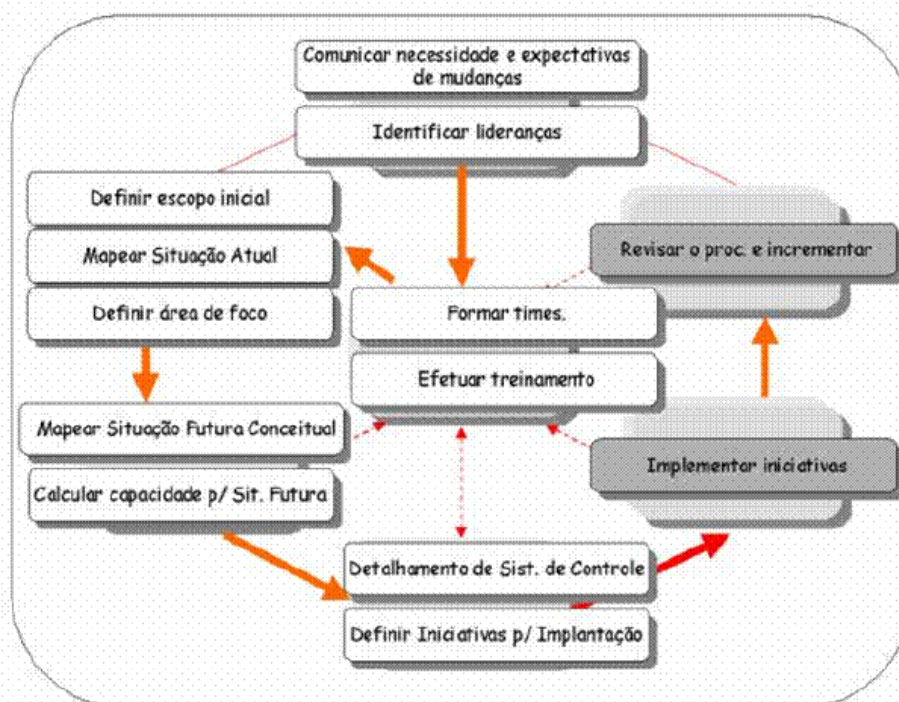 Comunicar necessidade e expectativas
de mudanças
Identificar lideranças
Definir escopo inicial
Mapear Situação Atual
Definir área de foco
Revisar o proc. e incrementar
Formar times.
Efetuar treinamento
Mapear Situação Futura Conceitual
Calcular capacidade p/ Sit. Futura
Implementar iniciativas
Detalhamento de Sist. de Controle
Definir Iniciativas p/ Implantação